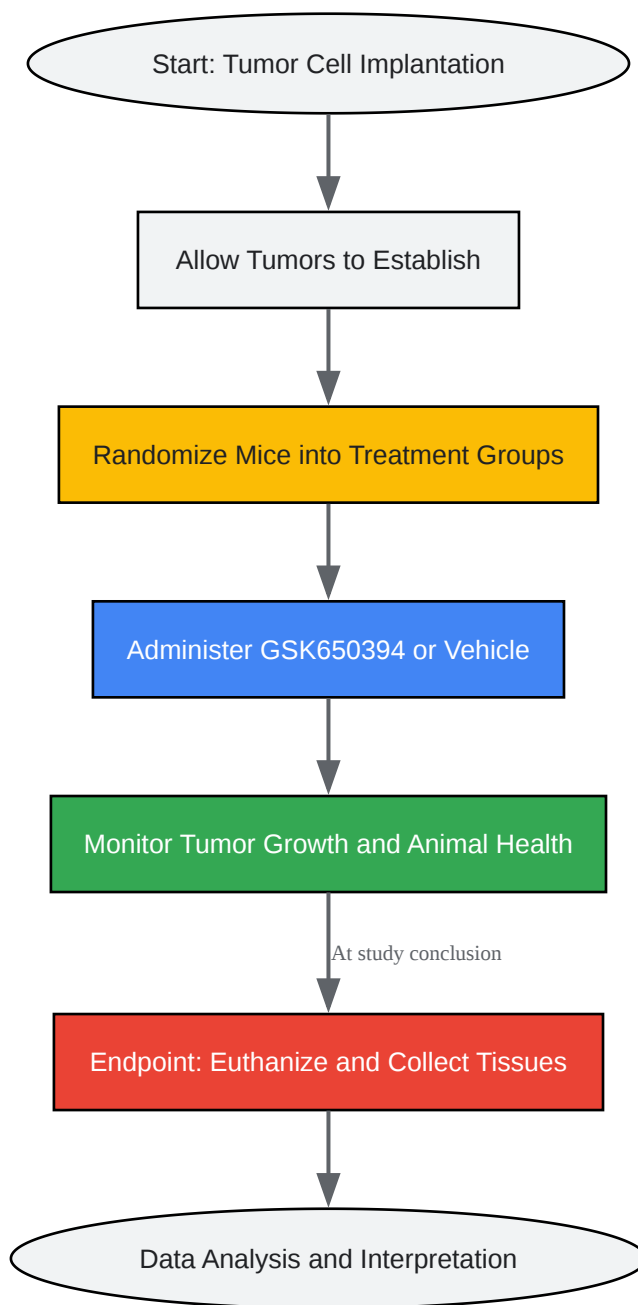 Start: Tumor Cell Implantation
Allow Tumors to Establish
Randomize Mice into Treatment Groups
Administer GSK650394 or Vehicle
Monitor Tumor Growth and Animal Health
At study conclusion
Endpoint: Euthanize and Collect Tissues
Data Analysis and Interpretation